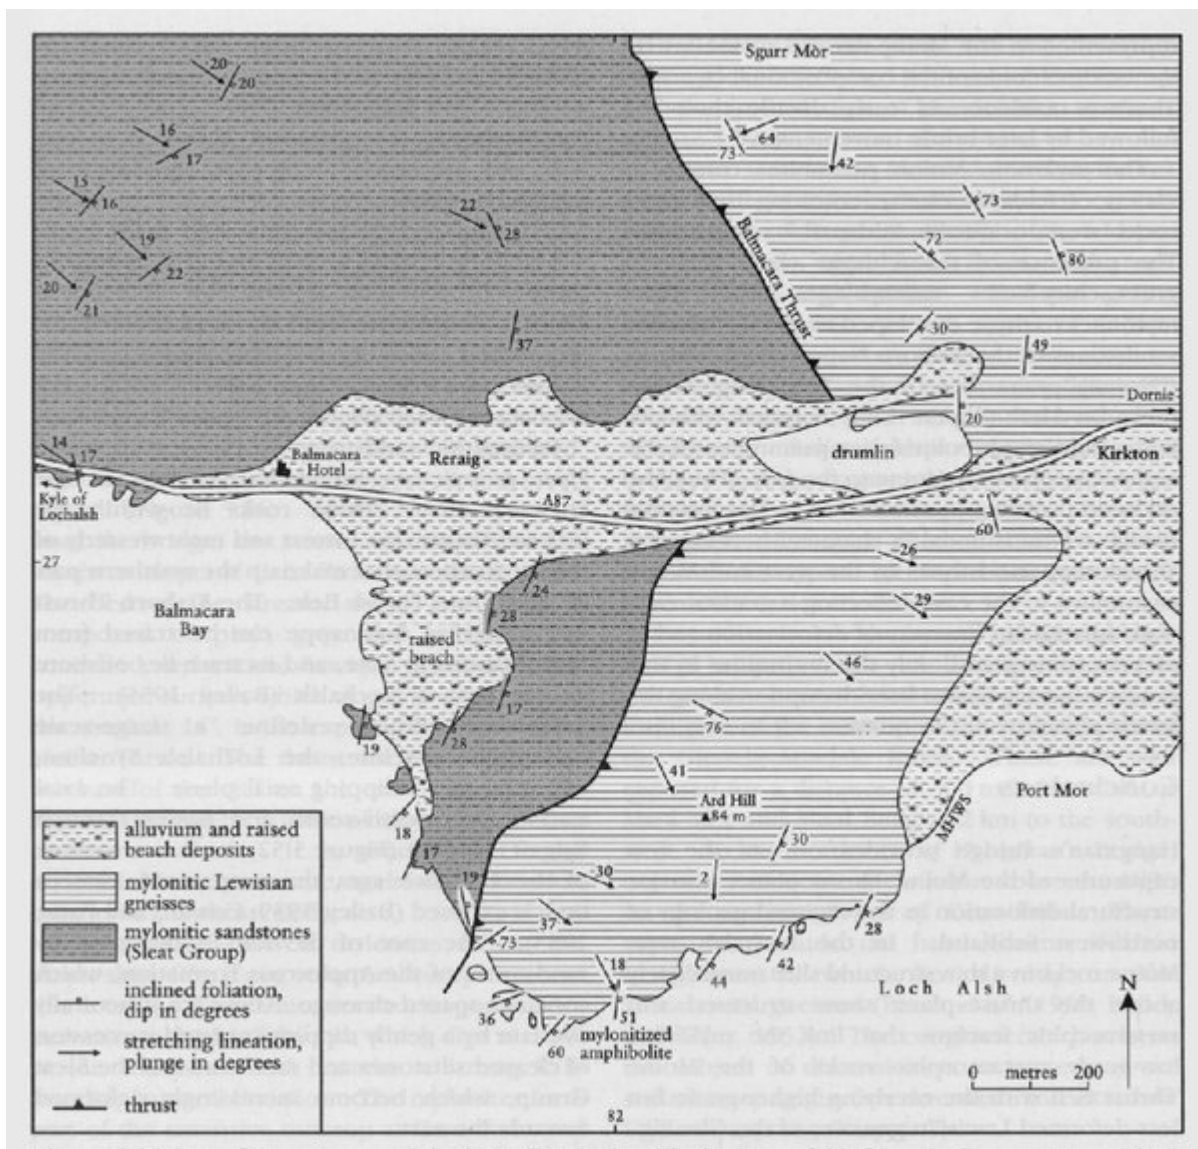 Sgurr Mòr
20
20
64
73
42
16
17
15
16
73
22
28
72
80
19
22
20
21
Balmacara Thrust
30
37
49
Dornie
20
14
17
Balmacara
Hotel
Reraig
drumlin
Kirkton
Kyle of
Lochalsh
A87
60
27
26
24
29
Balmacara
Bay
28
raised
beach
46
17
76
19
28
41
Port Mor
Ard Hill
84 m
MHWS
18
30
17
2
30
19
alluvium and raised
beach deposits
mylonitic Lewisian
gneisses
mylonitic sandstones
(Sleat Group)
inclined foliation,
dip in degrees
stretching lineation,
plunge in degrees
thrust
37
28
73
42
18
44
Loch Alsh
N
36
51
60
mylonitized
amphibolite
0 metres 200
82